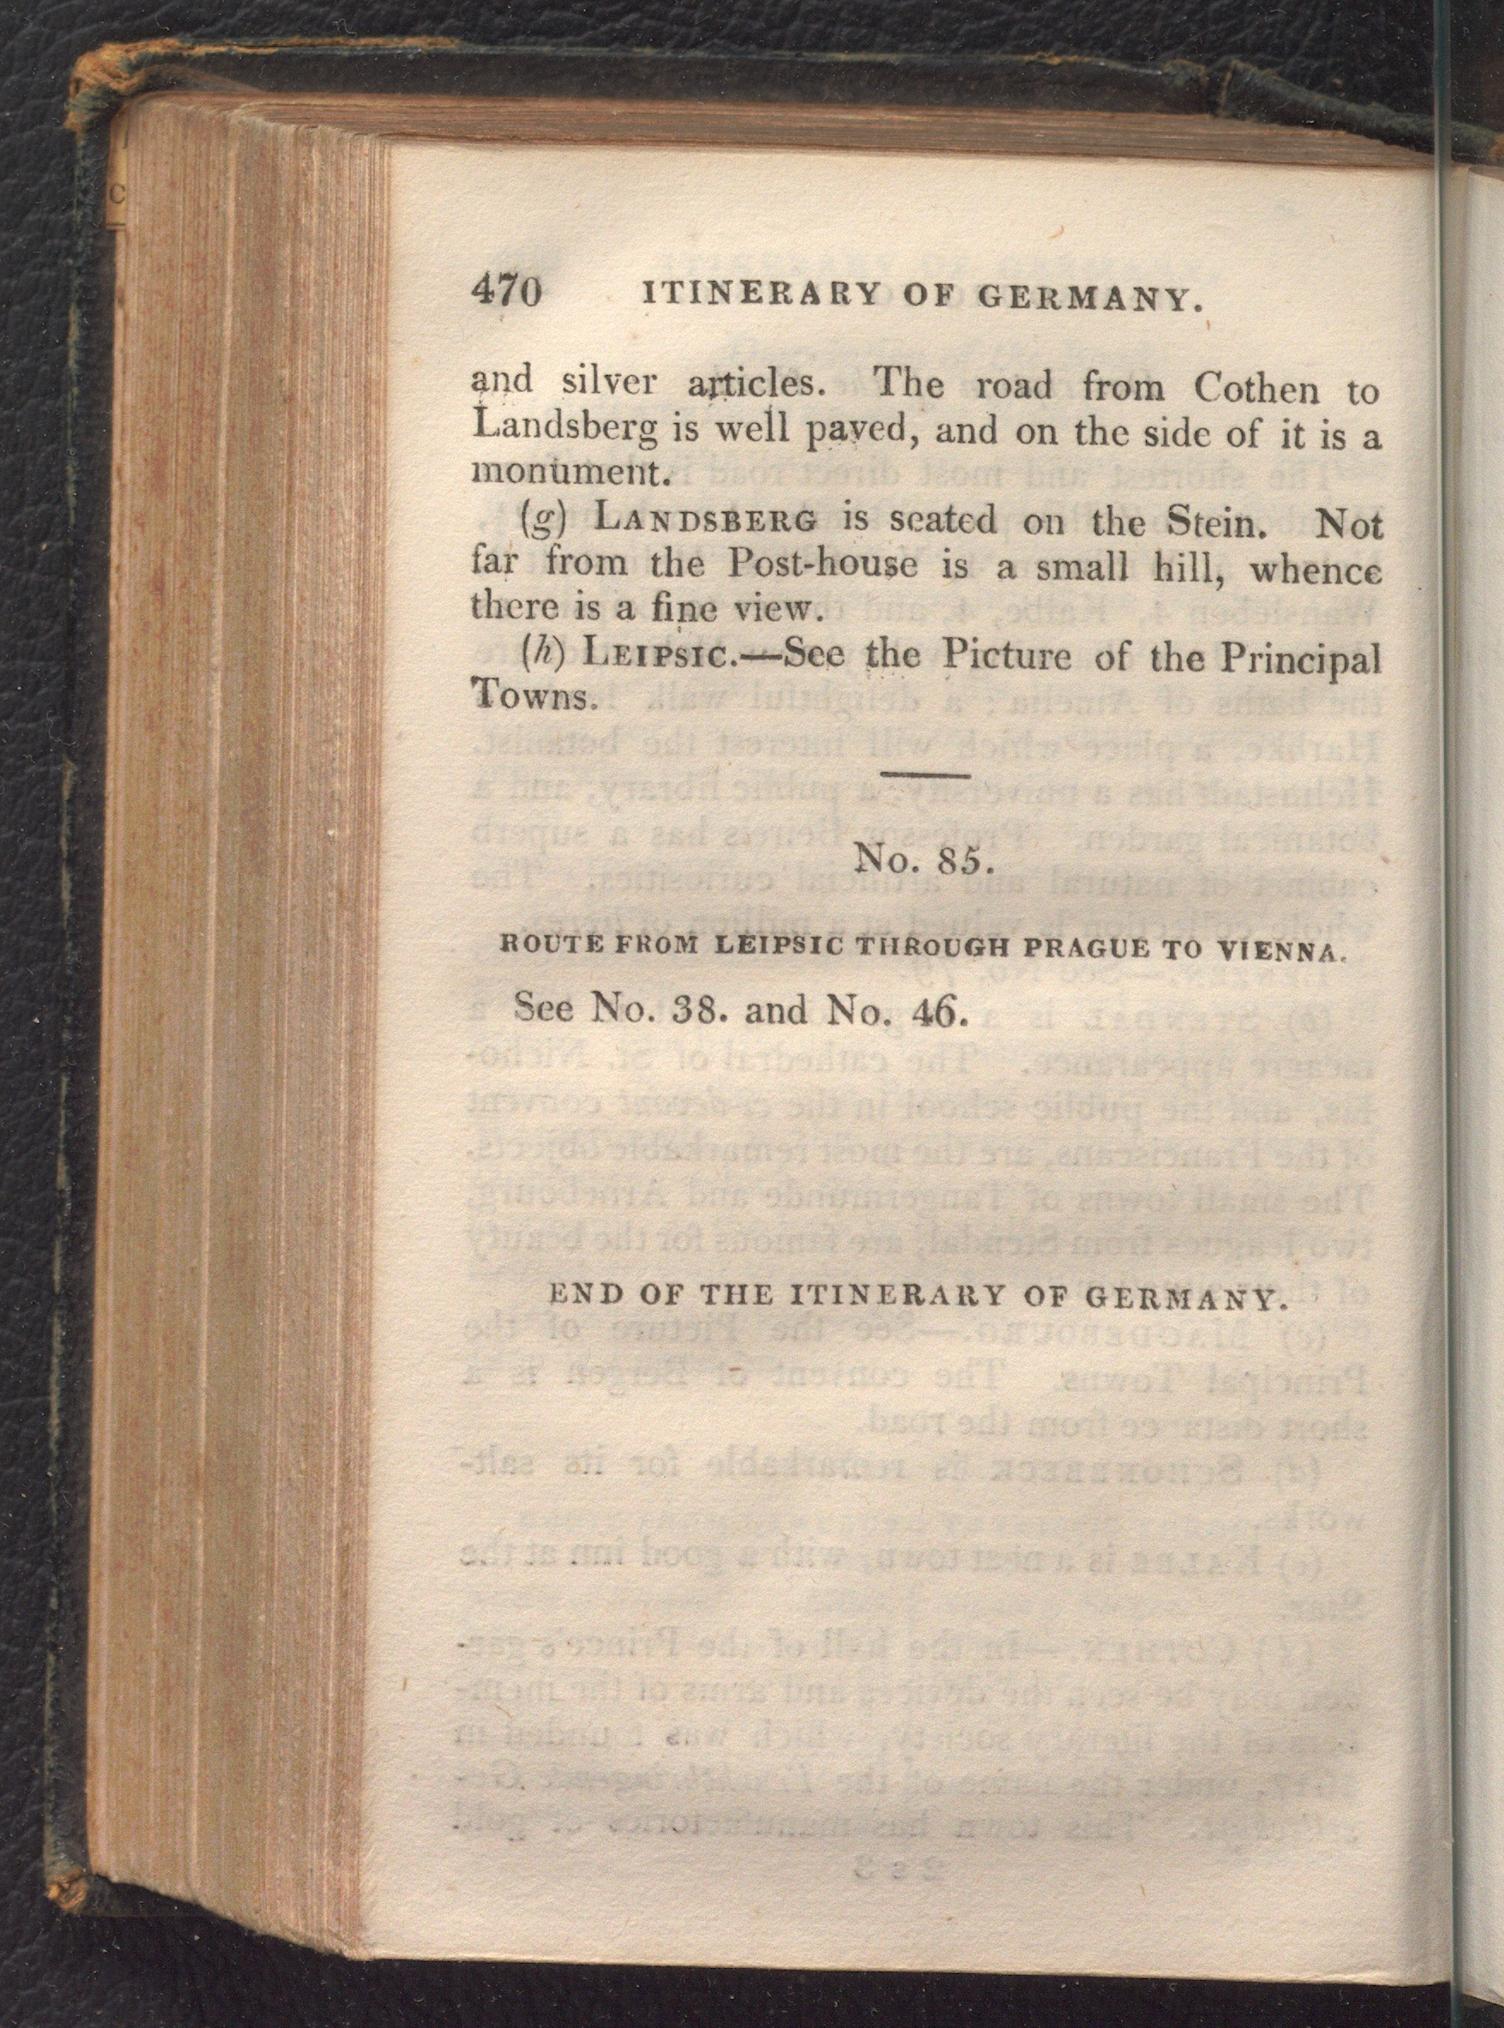 470 ITINERARY OF GERMANY.
and silver articles. The road from Cothen to
Landsberg is well paved, and on the side of it is a
monument.
(g) LANDSBERG is seated on the Stein. Not
far from the Post-house is a small hill, whence
there is a fine view.
(h) LEIPSIC.—See the Picture of the Principal
Towns.
No. 85.
ROUTE FROM LEIPSIC THROUGH PRAGUE TO VIENNA.
See No. 38. and No. 46.
END OF THE ITINERARY OF GERMANY.